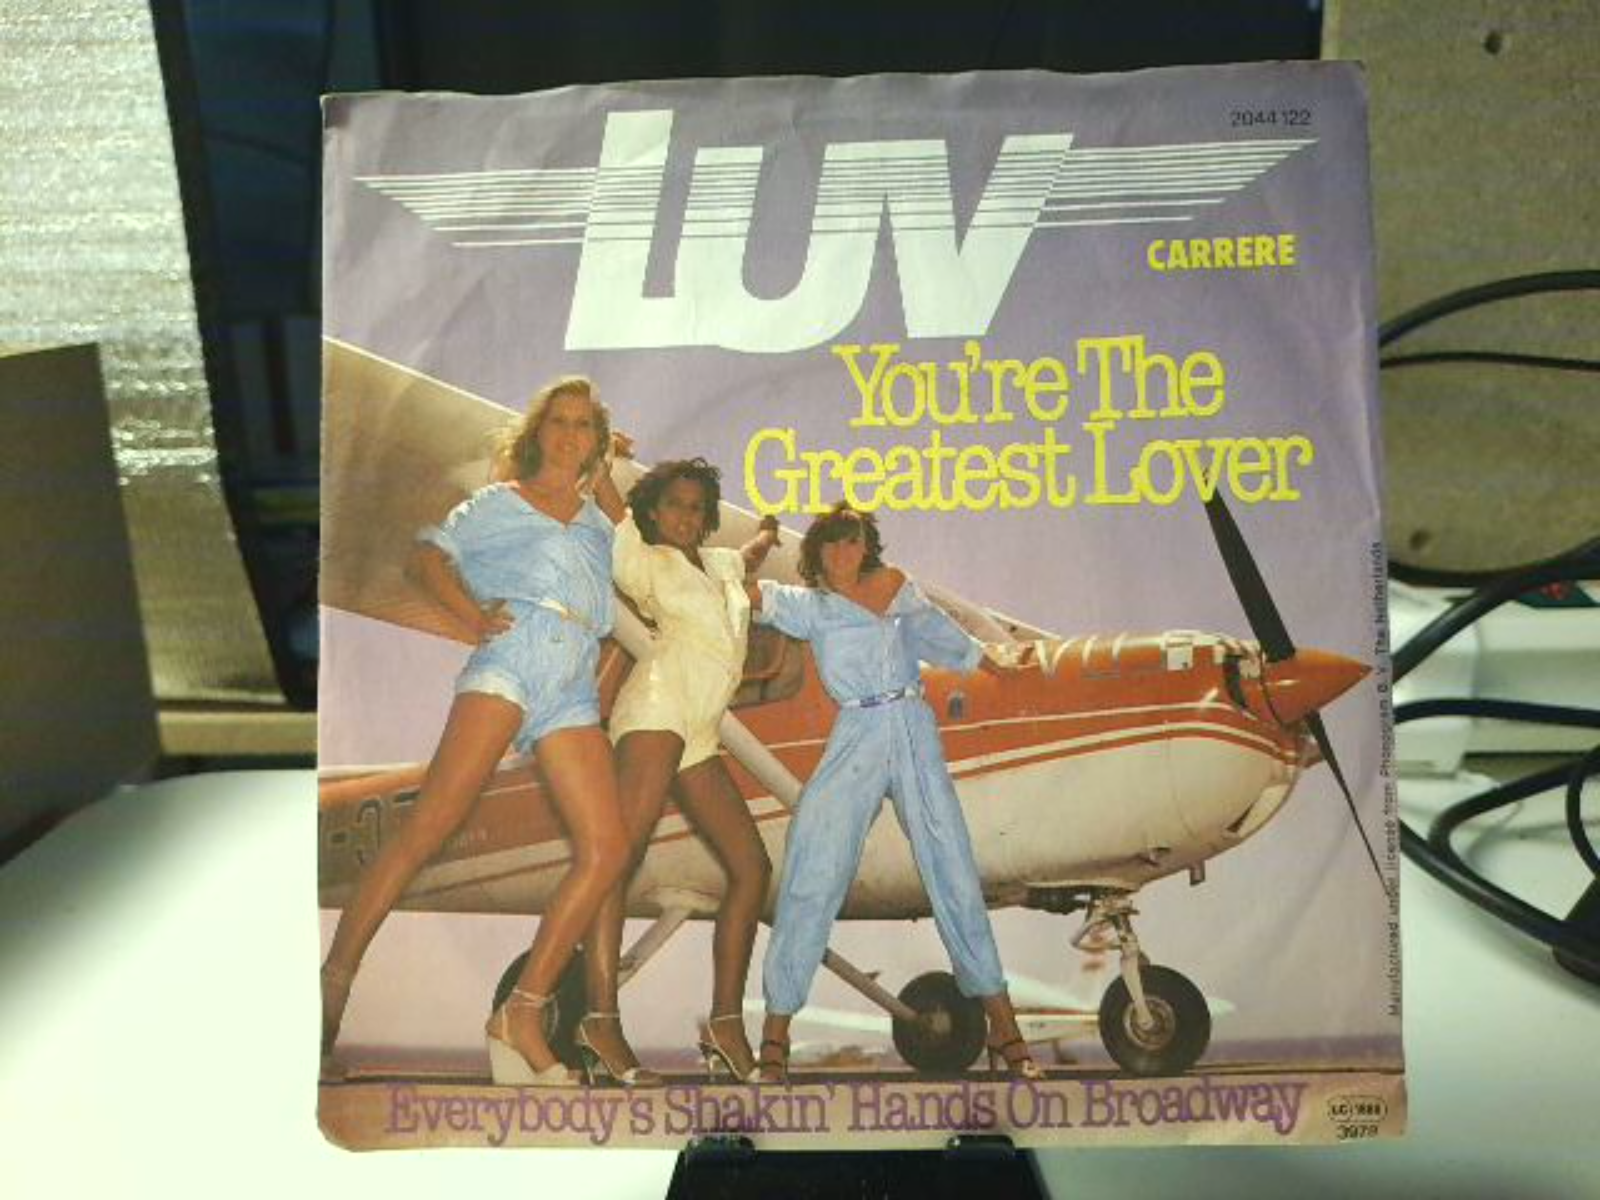 2044 122
LUV
CARRERE
You're The
Greatest Lover
Manufactured under license from Phonogram B.V. The Netherlands
Everybody's Shakin' Hands On Broadway
LC 1888
3978